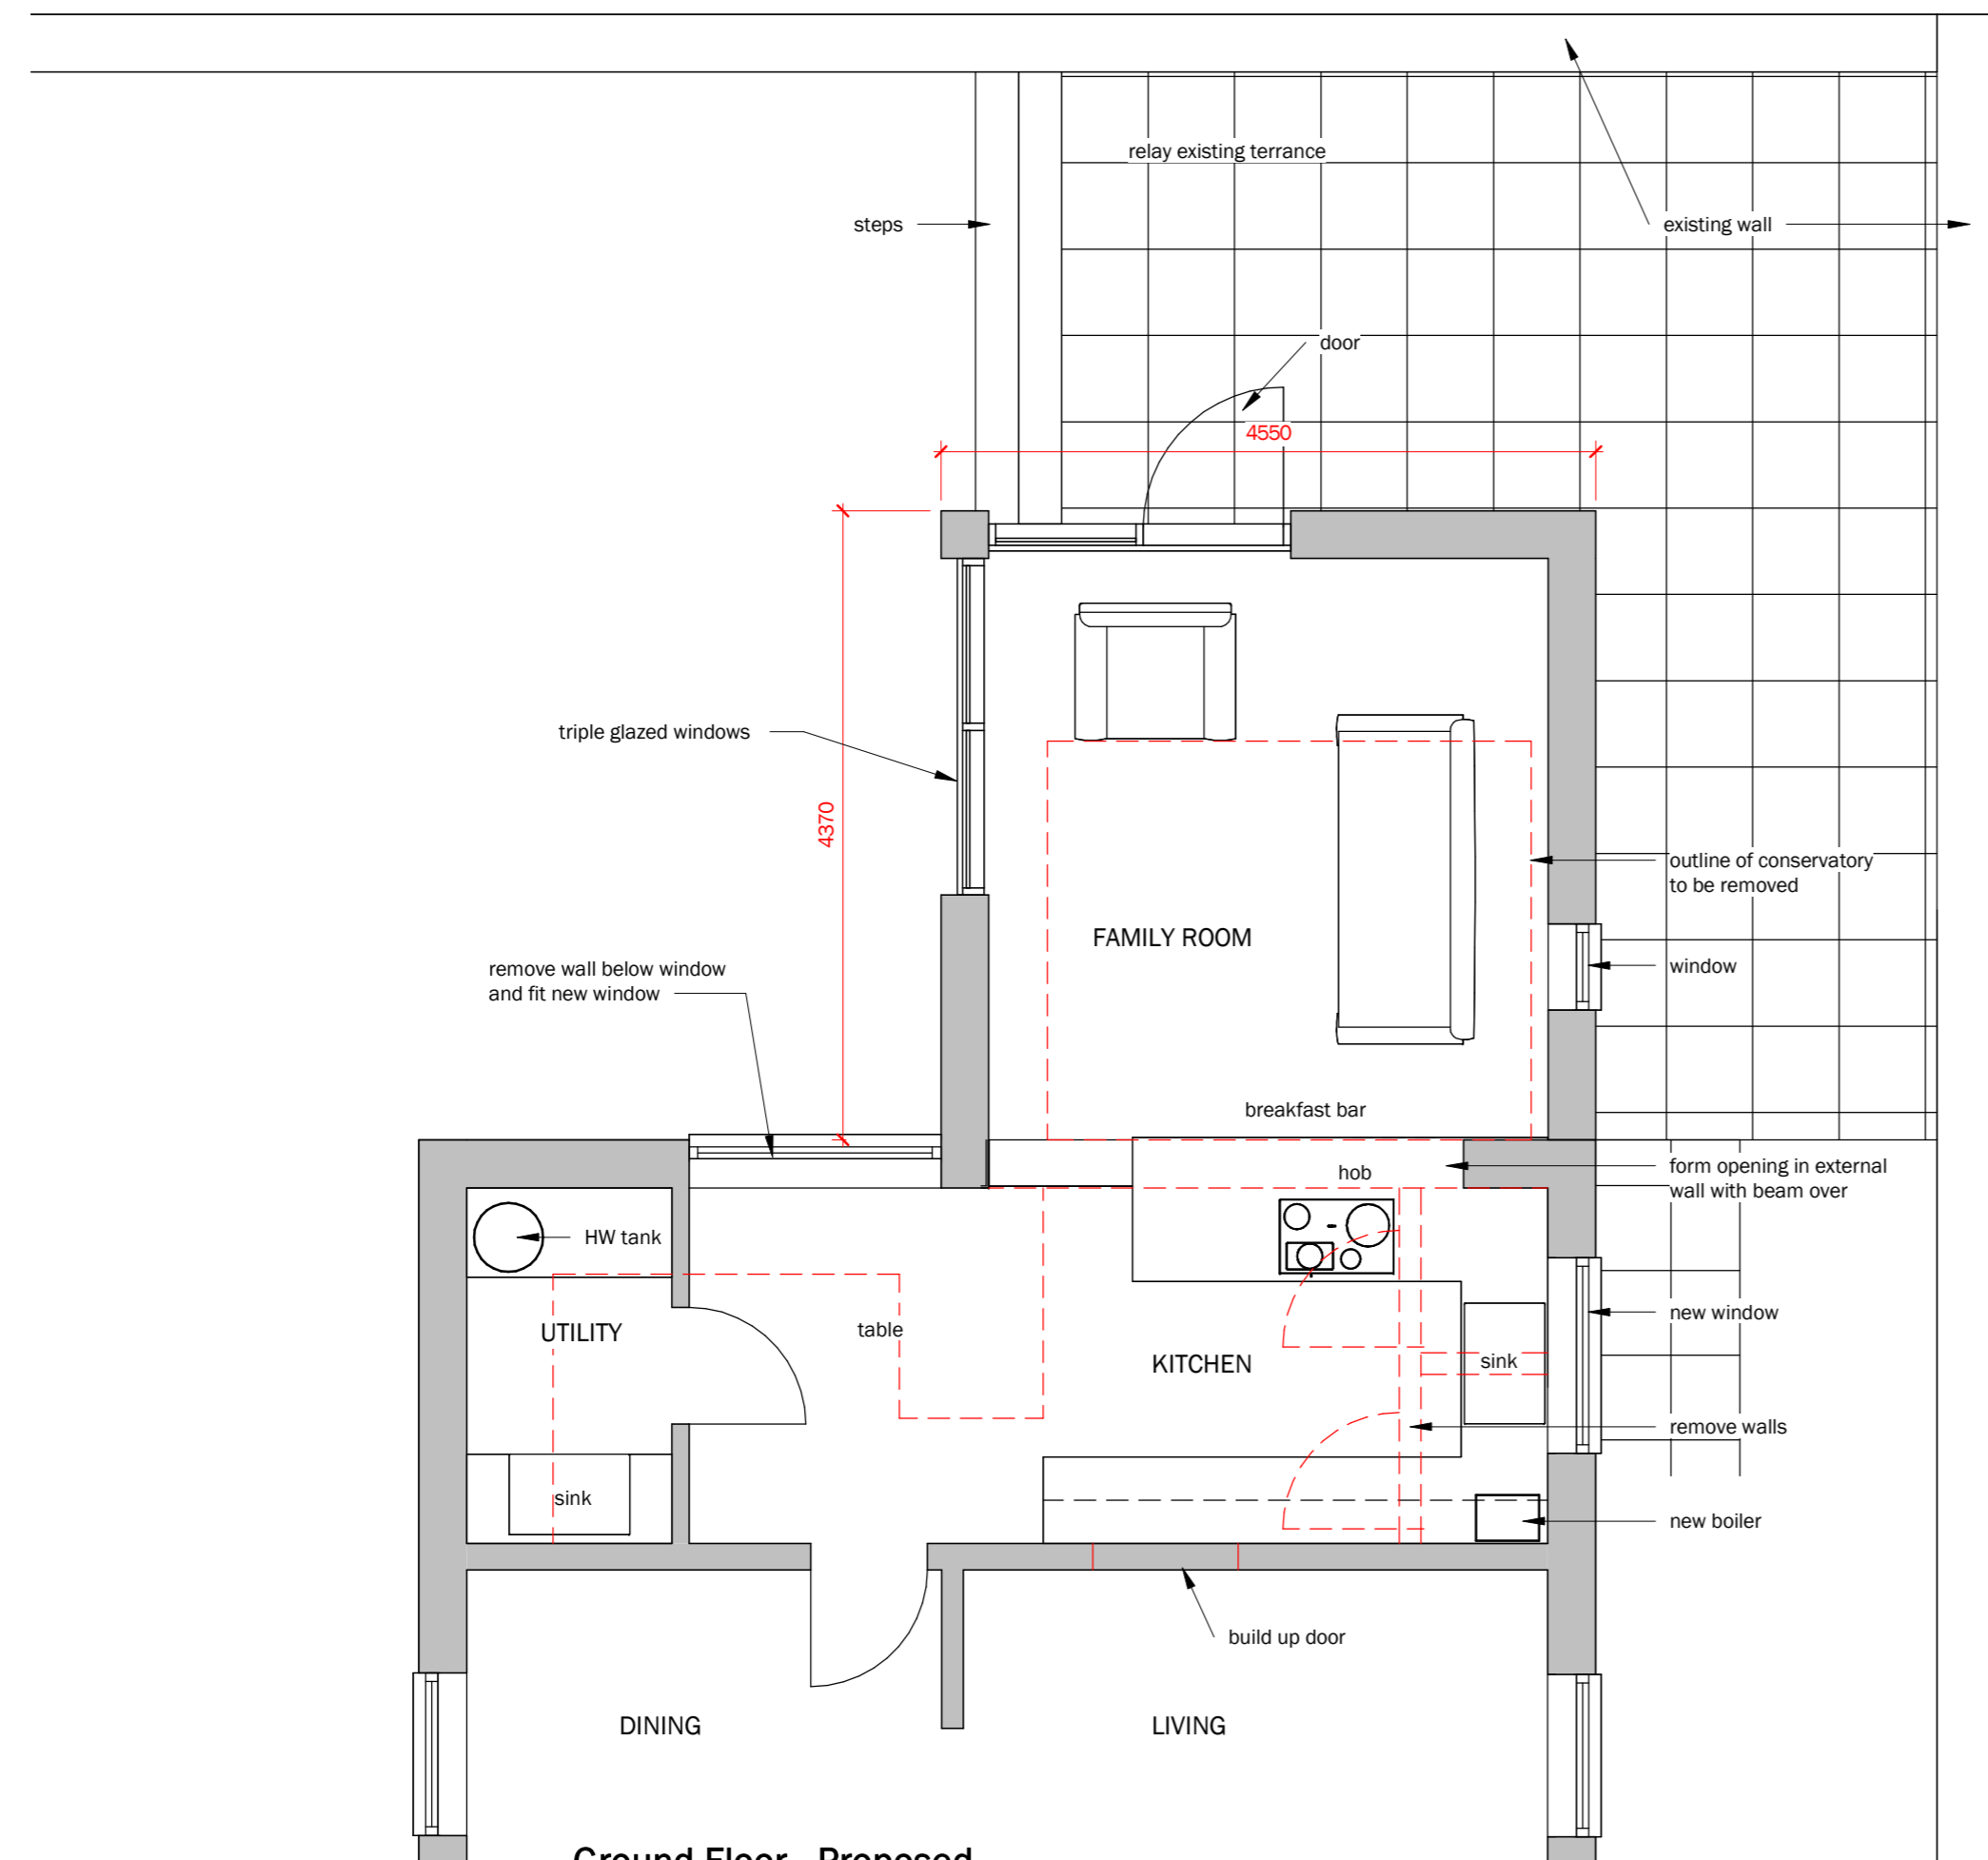 relay existing terrance
steps
existing wall
door
4550
triple glazed windows
4370
outline of conservatory
to be removed
FAMILY ROOM
window
remove wall below window
and fit new window
breakfast bar
hob
form opening in external
wall with beam over
HW tank
new window
table
UTILITY
KITCHEN
sink
remove walls
sink
new boiler
build up door
DINING
LIVING
Ground Floor - Proposed